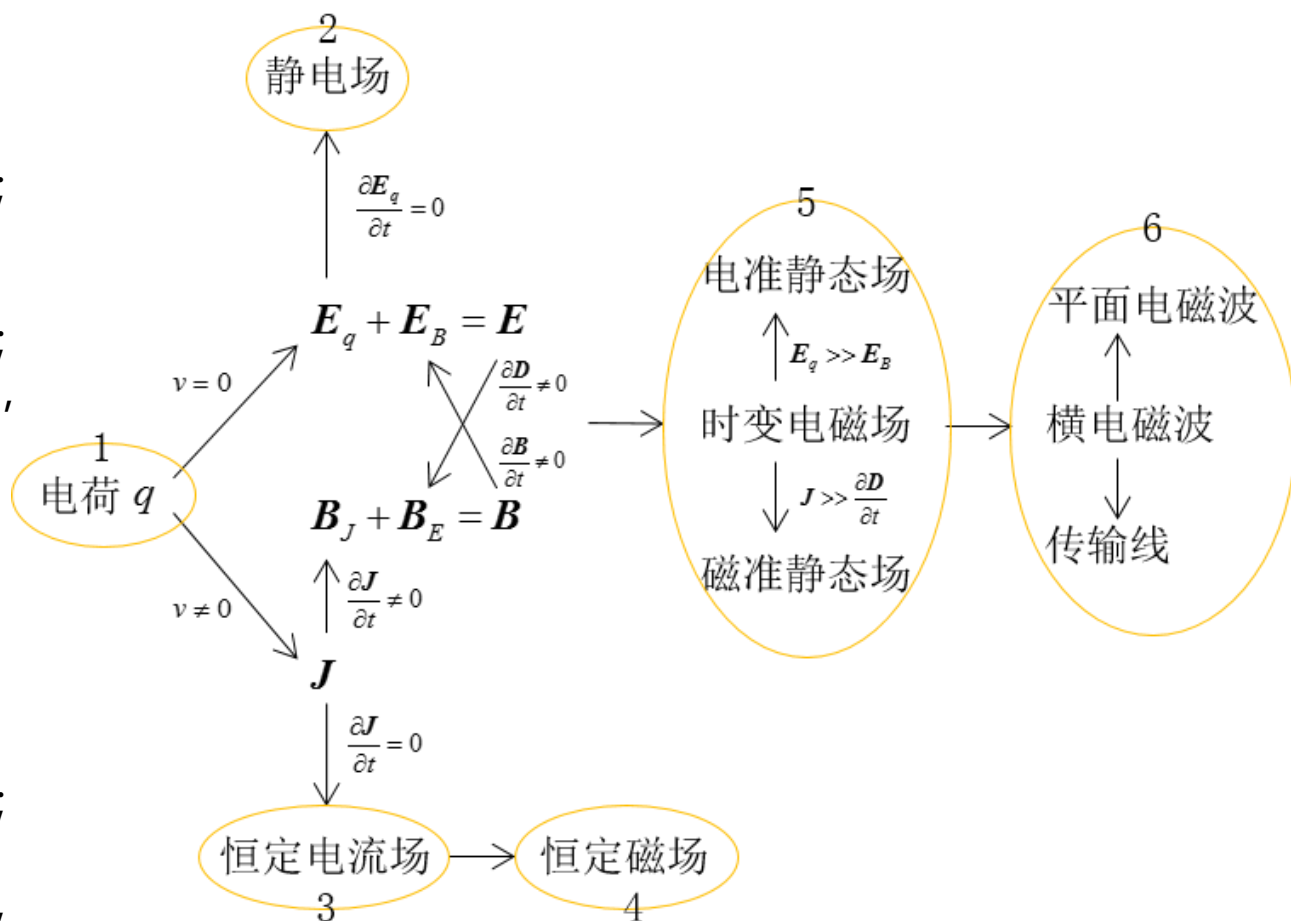 2
静电场
∂E_q/∂t = 0
E_q + E_B = E
v = 0
∂D/∂t ≠ 0
∂B/∂t ≠ 0
1
电荷 q
B_J + B_E = B
v ≠ 0
∂J/∂t ≠ 0
J
∂J/∂t = 0
恒定电流场
3
恒定磁场
4
5
电准静态场
E_q >> E_B
时变电磁场
J >> ∂D/∂t
磁准静态场
6
平面电磁波
横电磁波
传输线
;
;
,
;
,